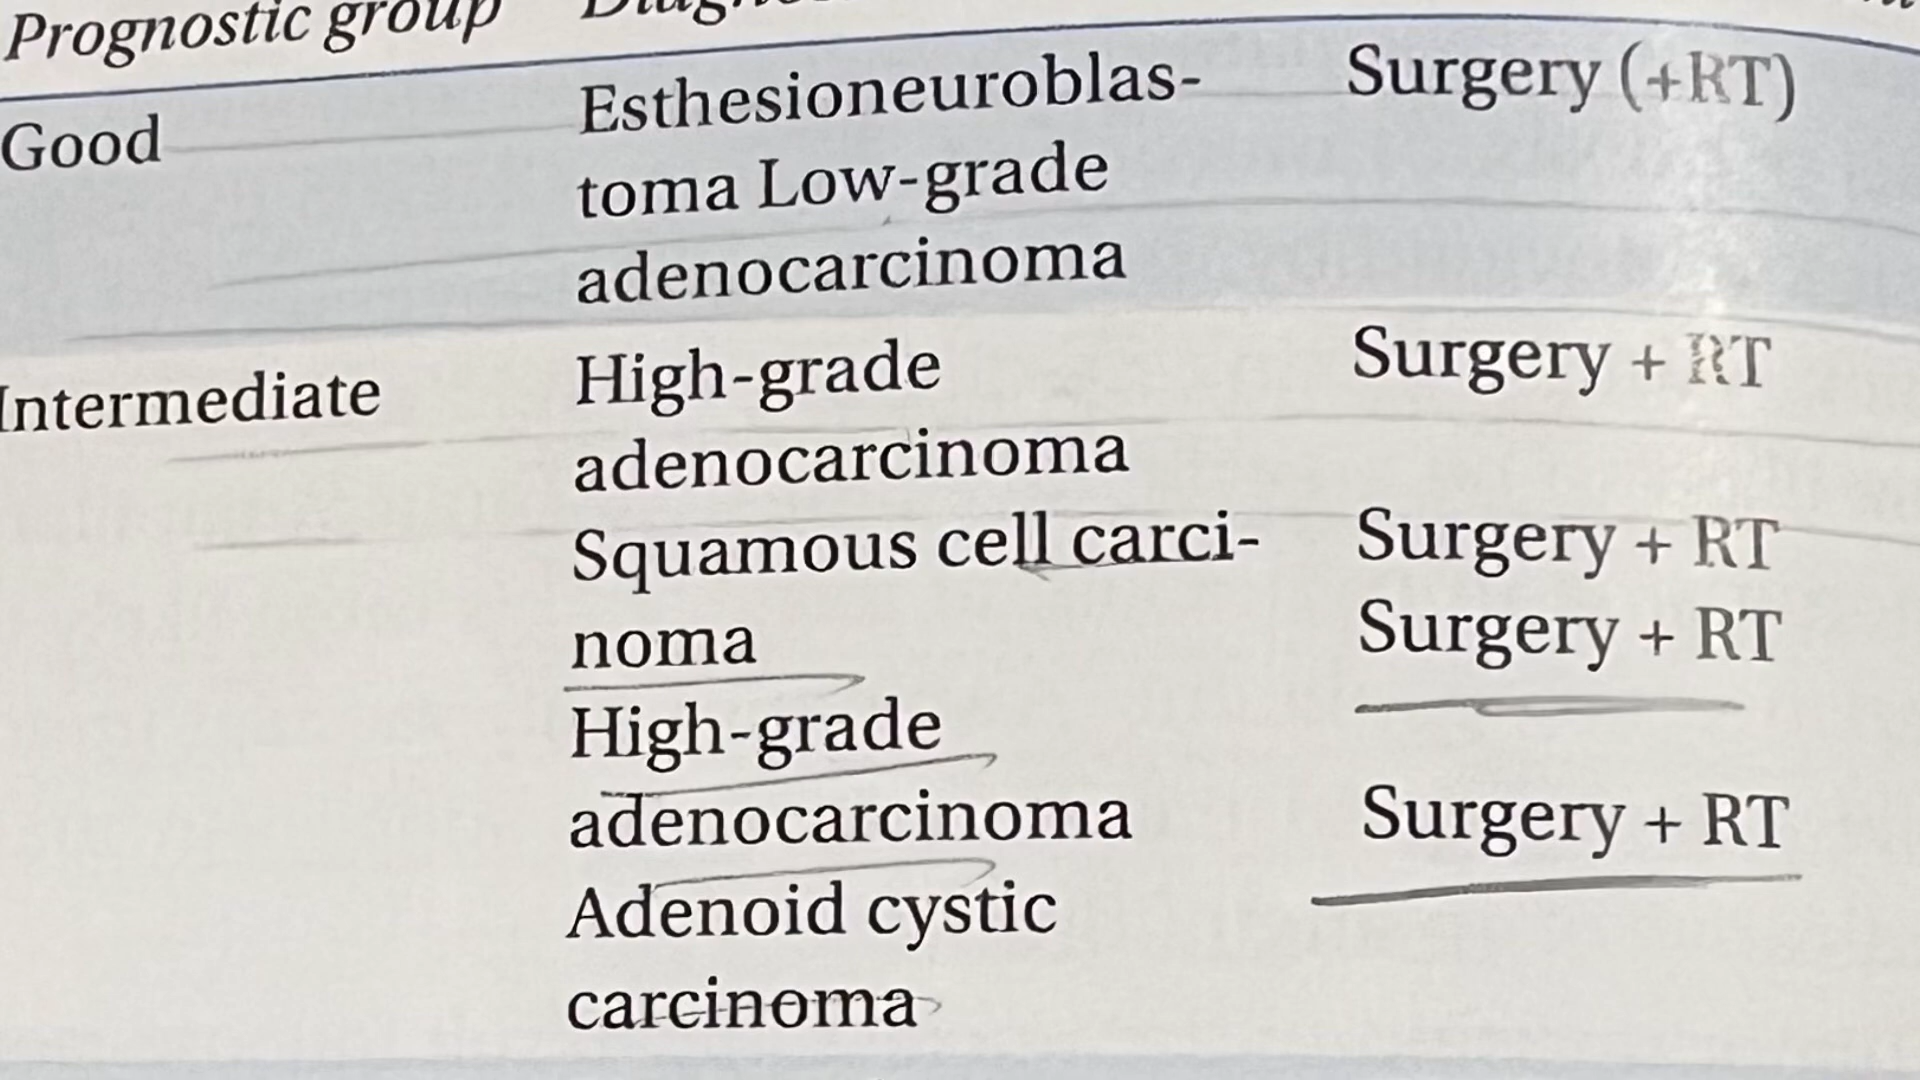 Prognostic group
Good
Esthesioneuroblas-
Surgery (+RT)
toma Low-grade
adenocarcinoma
Intermediate
High-grade
Surgery + RT
adenocarcinoma
Squamous cell carci-
Surgery + RT
noma
Surgery + RT
High-grade
adenocarcinoma
Surgery + RT
Adenoid cystic
carcinoma